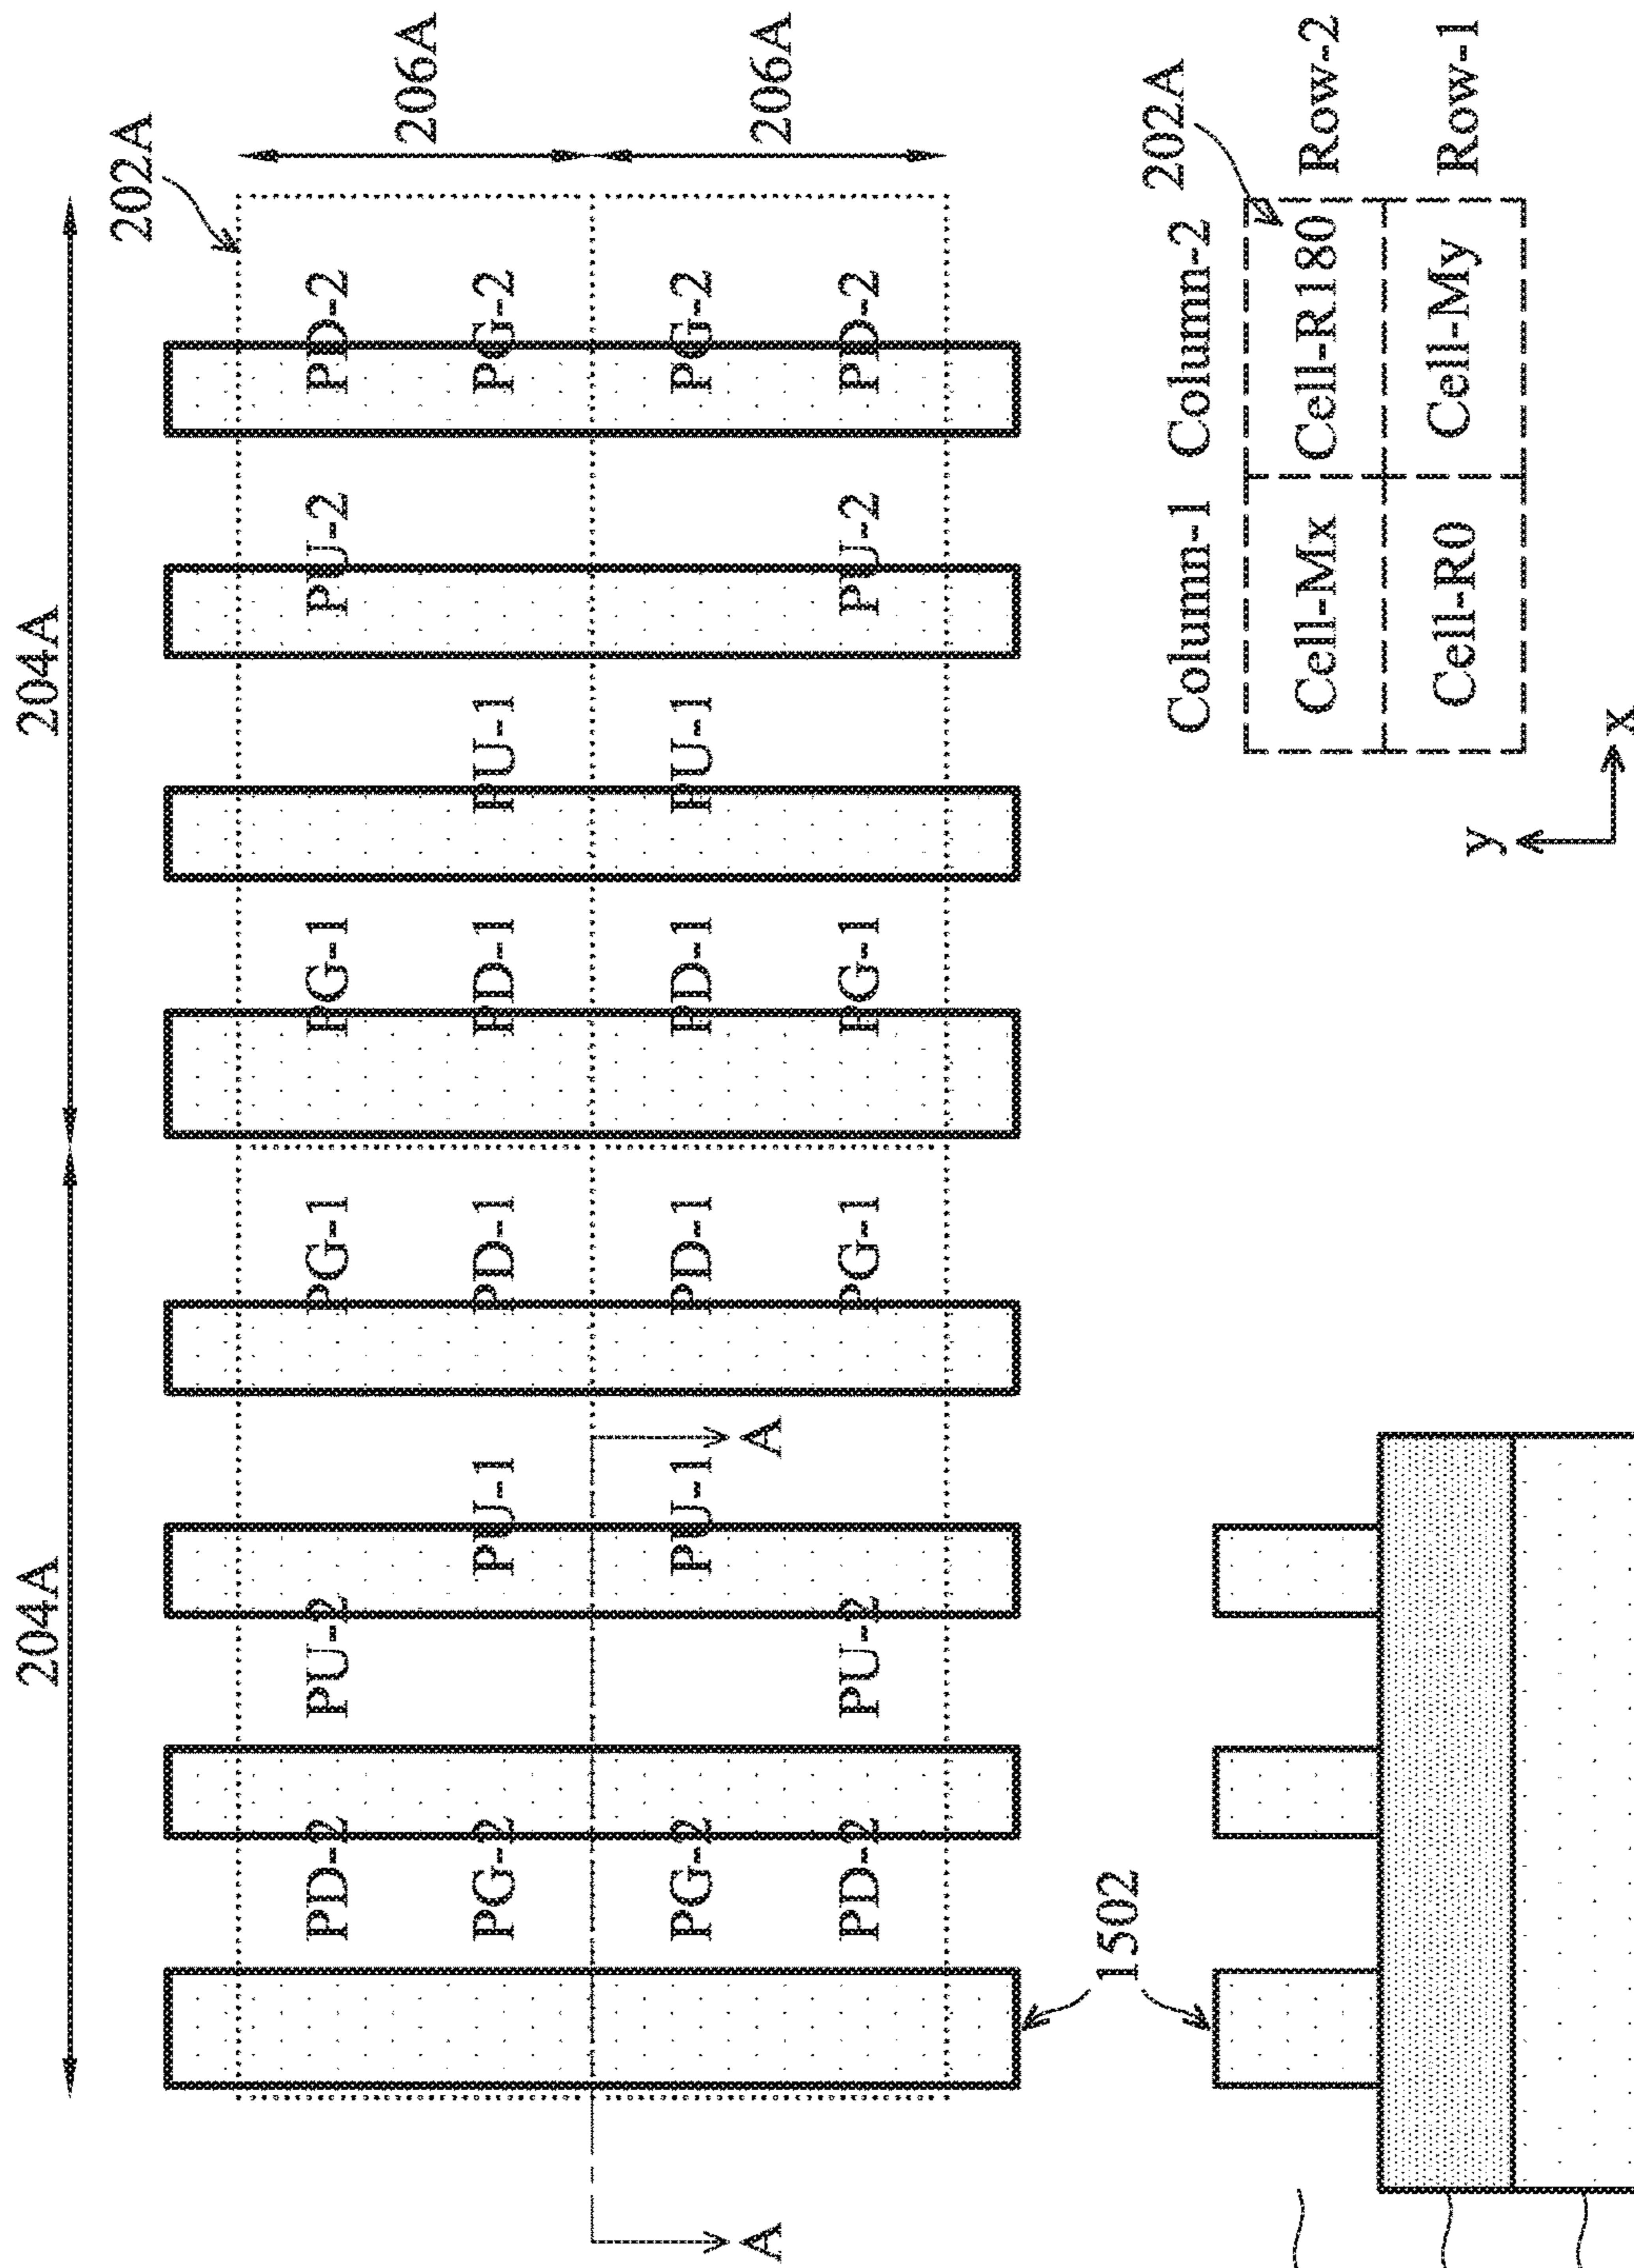 204A 204A
202A
PD-2 PU-2 PG-1 PG-1 PU-2 PD-2
206A
PG-2 PU-1 PD-1 PD-1 PU-1 PG-2
PG-2 PU-1 PD-1 PD-1 PU-1 PG-2
A A 206A
PD-2 PU-2 PG-1 PG-1 PU-2 PD-2
1502
Column-1 Column-2 202A
Cell-Mx Cell-R180 Row-2
Cell-R0 Cell-My Row-1
y
x